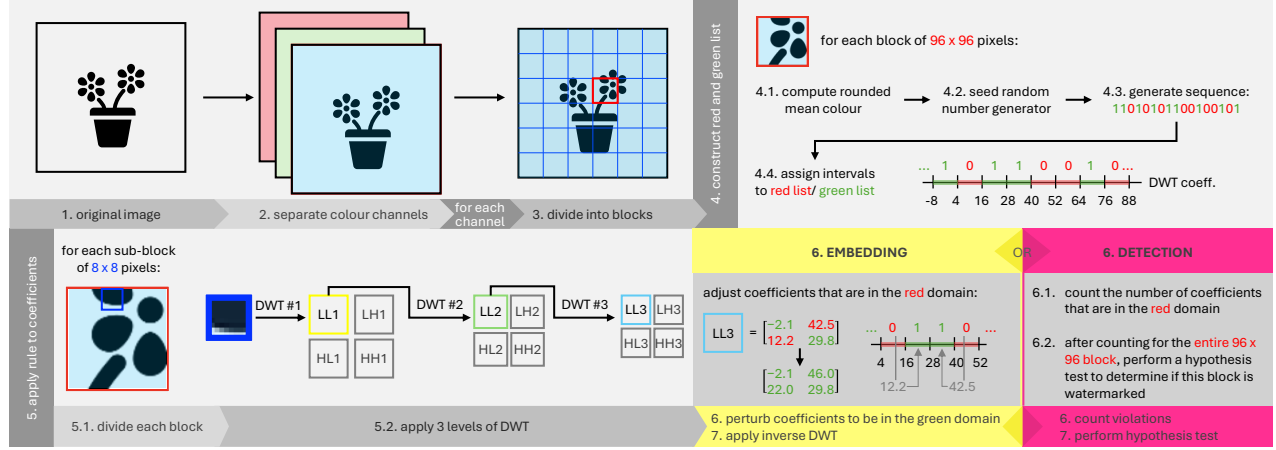 1. original image
2. separate colour channels
for each
channel
3. divide into blocks
4. construct red and green list
for each block of 96 x 96 pixels:
4.1. compute rounded
mean colour
4.2. seed random
number generator
4.3. generate sequence:
1101010110010​0101
4.4. assign intervals
to red list/ green list
... 1 0 1 1 0 0 1 0 ...
DWT coeff.
-8 4 16 28 40 52 64 76 88
5. apply rule to coefficients
for each sub-block
of 8 x 8 pixels:
DWT #1
LL1 LH1
HL1 HH1
DWT #2
LL2 LH2
HL2 HH2
DWT #3
LL3 LH3
HL3 HH3
5.1. divide each block
5.2. apply 3 levels of DWT
6. EMBEDDING
OR
6. DETECTION
adjust coefficients that are in the red domain:
LL3 = [−2.1 42.5
12.2 29.8]
[−2.1 46.0
22.0 29.8]
... 0 1 1 0 ...
4 16 28 40 52
12.2 42.5
6. perturb coefficients to be in the green domain
7. apply inverse DWT
6.1. count the number of coefficients
that are in the red domain
6.2. after counting for the entire 96 x
96 block, perform a hypothesis
test to determine if this block is
watermarked
6. count violations
7. perform hypothesis test